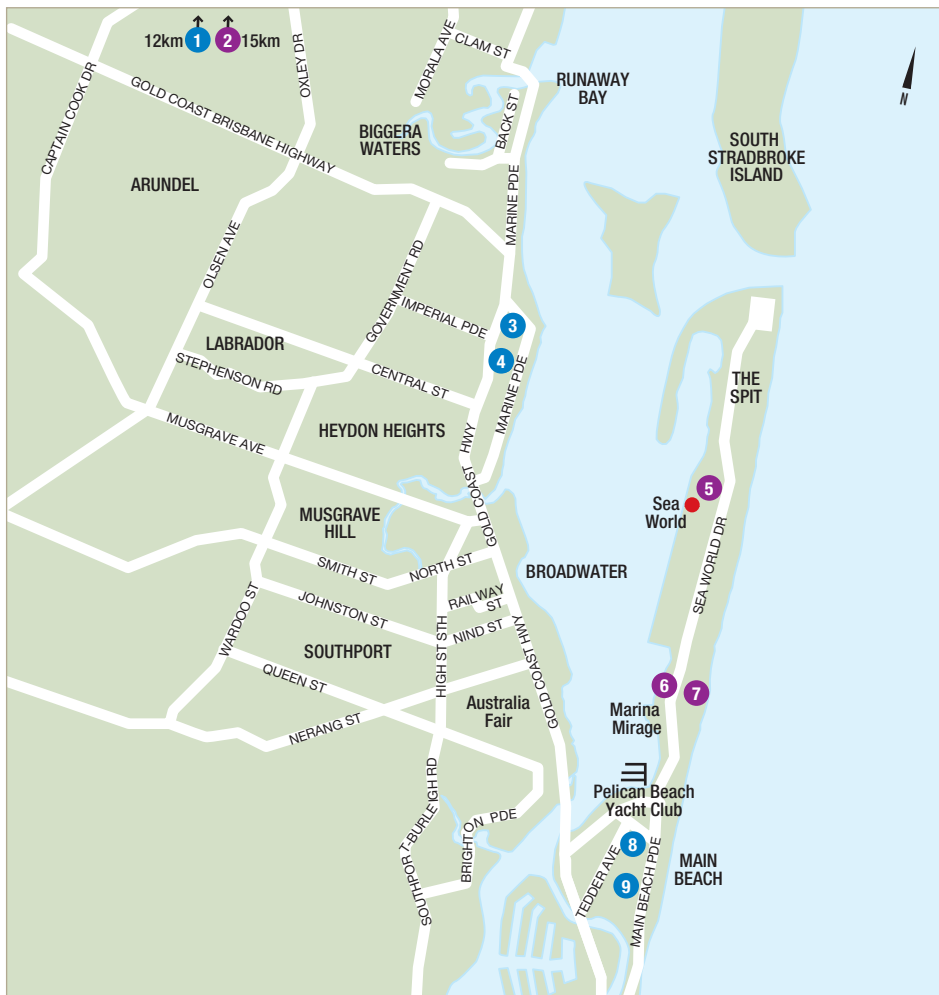 12km 1 2 15km
CAPTAIN COOK DR
OXLEY DR
MORALA AVE
CLAM ST
RUNAWAY
BAY
N
GOLD COAST BRISBANE HIGHWAY
BIGGERA
WATERS
BACK ST
SOUTH
STRADBROKE
ISLAND
ARUNDEL
MARINE PDE
OLSEN AVE
GOVERNMENT RD
IMPERIAL PDE
3
LABRADOR
4
STEPHENSON RD
CENTRAL ST
MARINE PDE
THE
SPIT
MUSGRAVE AVE
HEYDON HEIGHTS
GOLD COAST HWY
5
Sea
World
MUSGRAVE
HILL
SEA WORLD DR
SMITH ST
NORTH ST
BROADWATER
JOHNSTON ST
RAILWAY
ST
WARDOO ST
NIND ST
SOUTHPORT
HIGH ST STH
GOLD COAST HWY
QUEEN ST
6
7
Australia
Fair
Marina
Mirage
NERANG ST
Pelican Beach
Yacht Club
SOUTHPORT-BURLEIGH RD
BRIGHTON PDE
8
TEDDER AVE
MAIN BEACH PDE
MAIN
BEACH
9